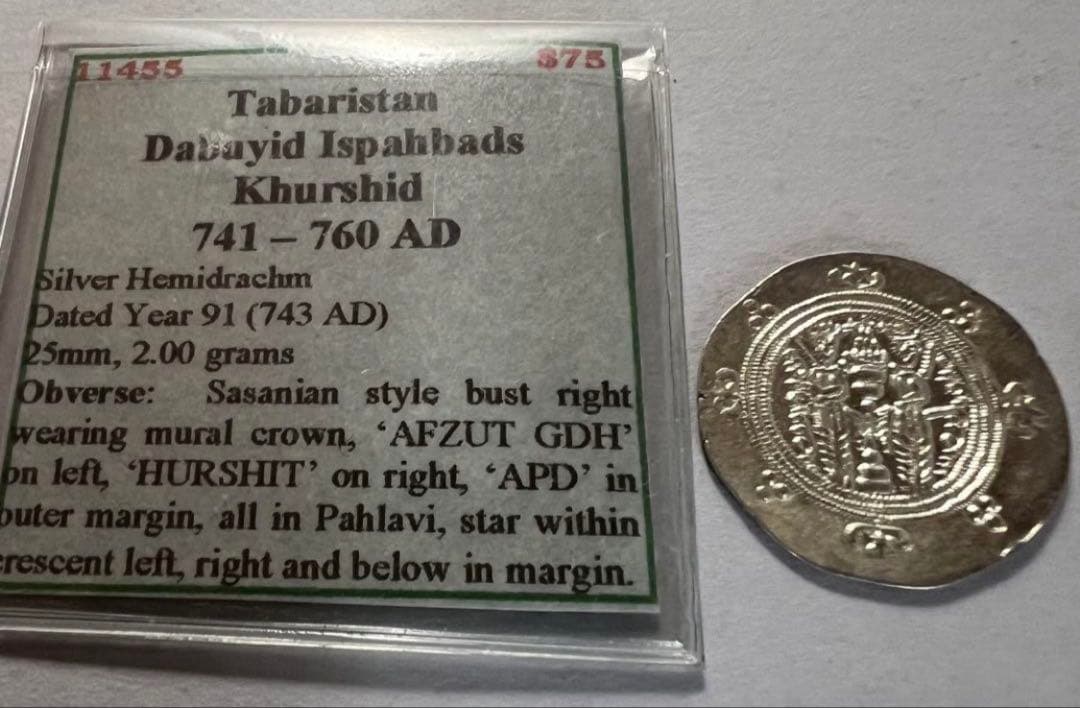 11455 $75
Tabaristan
Dabuyid Ispahbads
Khurshid
741 – 760 AD
Silver Hemidrachm
Dated Year 91 (743 AD)
25mm, 2.00 grams
Obverse: Sasanian style bust right
wearing mural crown, ‘AFZUT GDH’
on left, ‘HURSHIT’ on right, ‘APD’ in
outer margin, all in Pahlavi, star within
crescent left, right and below in margin.